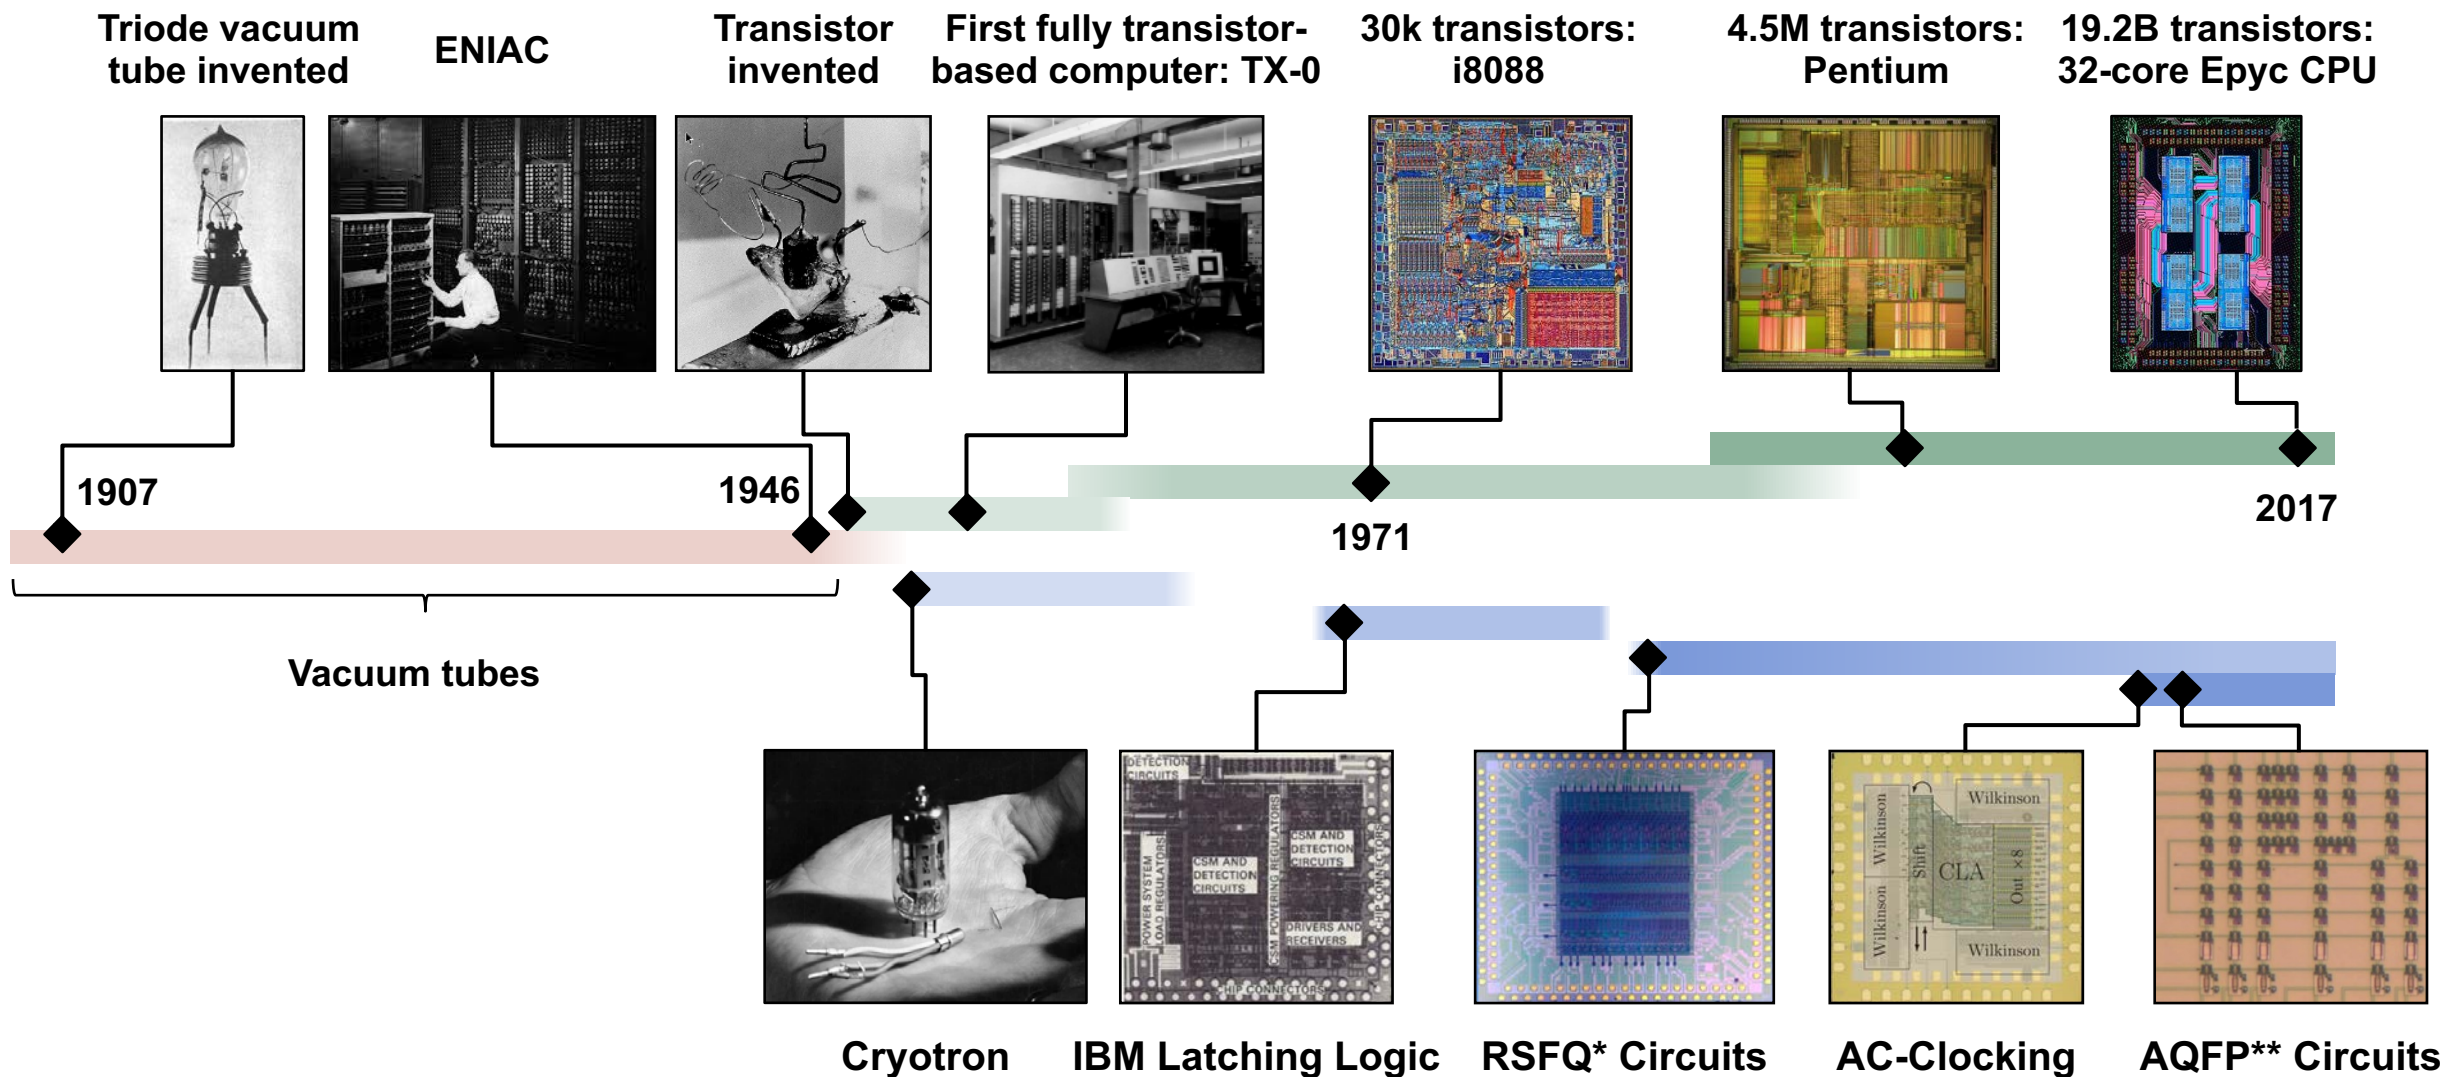 Triode vacuum
tube invented
ENIAC
Transistor
invented
First fully transistor-
based computer: TX-0
30k transistors:
i8088
4.5M transistors:
Pentium
19.2B transistors:
32-core Epyc CPU
1907
1946
1971
2017
Vacuum tubes
DETECTION
CIRCUITS
POWER SYSTEM
LOAD REGULATORS
CSM AND
DETECTION
CIRCUITS
CSM POWERING REGULATORS
CSM AND
DETECTION
CIRCUITS
DRIVERS AND
RECEIVERS
CHIP CONNECTORS
CHIP CONNECTORS
Wilkinson
Wilkinson
Shift
CLA
Out ×8
Wilkinson
Wilkinson
Cryotron
IBM Latching Logic
RSFQ* Circuits
AC-Clocking
AQFP** Circuits